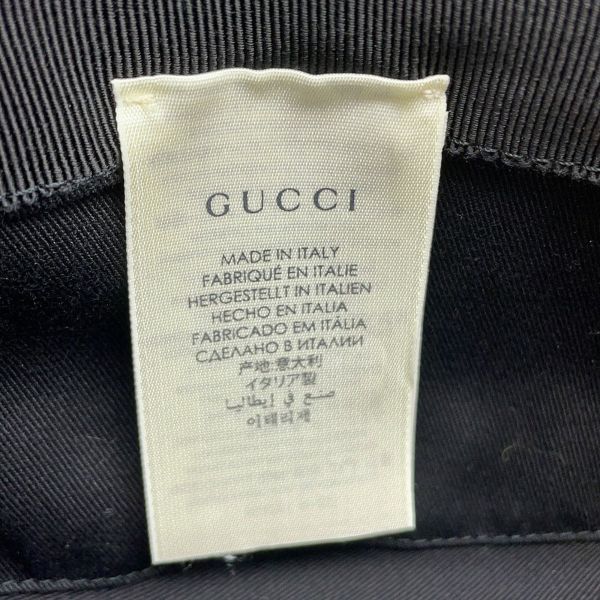 GUCCI
MADE IN ITALY
FABRIQUÉ EN ITALIE
HERGESTELLT IN ITALIEN
HECHO EN ITALIA
FABRICADO EM ITÁLIA
СДЕЛАНО В ИТАЛИИ
产地:意大利
イタリア製
صنع في إيطاليا
이태리제